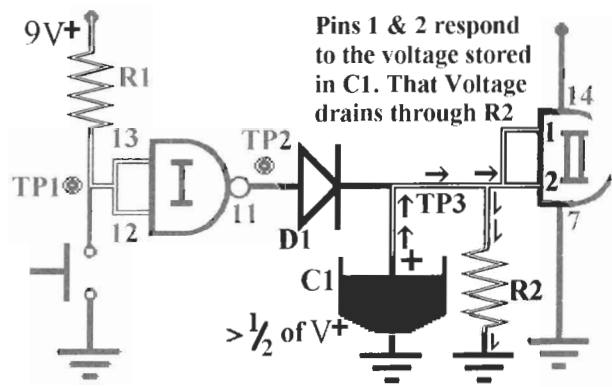 Pins 1 & 2 respond
to the voltage stored
in C1. That Voltage
drains through R2
9V+
R1
13
TP2
14
1
I
II
TP1
2
12
11
TP3
7
D1
+
C1
R2
>½ of V+